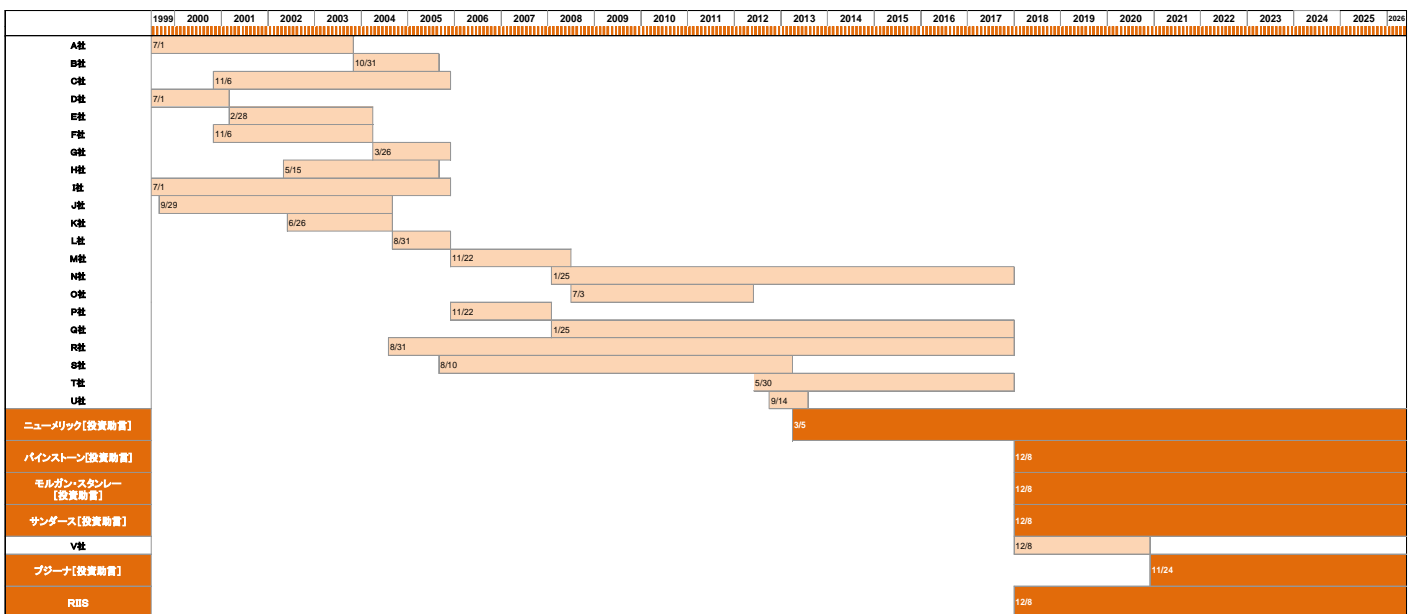 1999 2000 2001 2002 2003 2004 2005 2006 2007 2008 2009 2010 2011 2012 2013 2014 2015 2016 2017 2018 2019 2020 2021 2022 2023 2024 2025 2026
A社 7/1
B社 10/31
C社 11/6
D社 7/1
E社 2/28
F社 11/6
G社 3/26
H社 5/15
I社 7/1
J社 9/29
K社 6/26
L社 8/31
M社 11/22
N社 1/25
O社 7/3
P社 11/22
Q社 1/25
R社 8/31
S社 8/10
T社 5/30
U社 9/14
ニューメリック[投資助言] 3/5
パインストーン[投資助言] 12/8
モルガン・スタンレー
[投資助言] 12/8
サンダース[投資助言] 12/8
V社 12/8
プジーナ[投資助言] 11/24
RIIS 12/8